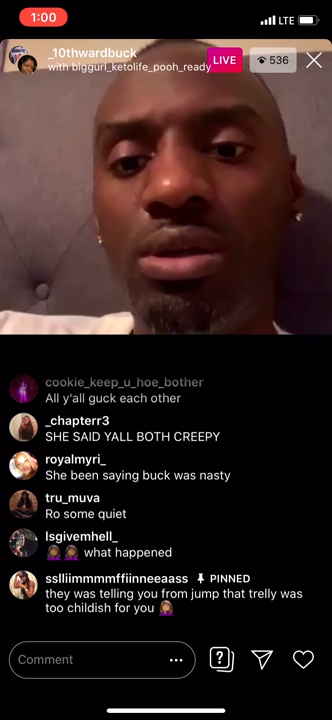 1:00
LTE
_10thwardbuck
with biggurl_ketolife_pooh_ready
LIVE
536
cookie_keep_u_hoe_bother
All y'all guck each other
_chapterr3
SHE SAID YALL BOTH CREEPY
royalmyri_
She been saying buck was nasty
tru_muva
Ro some quiet
lsgivemhell_
🤦🏽‍♀️🤦🏽‍♀️ what happened
sslliimmmmffiinneeaass PINNED
they was telling you from jump that trelly was
too childish for you 🤦🏽‍♀️
Comment